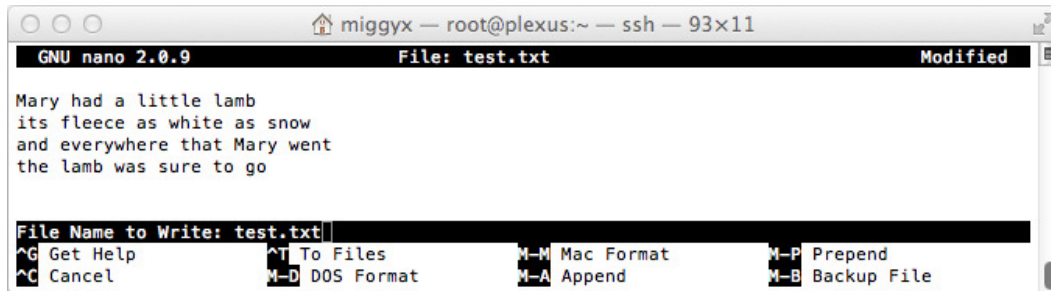 miggyx — root@plexus:~ — ssh — 93×11
GNU nano 2.0.9 File: test.txt Modified
Mary had a little lamb
its fleece as white as snow
and everywhere that Mary went
the lamb was sure to go
File Name to Write: test.txt
^G Get Help ^T To Files M-M Mac Format M-P Prepend
^C Cancel M-D DOS Format M-A Append M-B Backup File